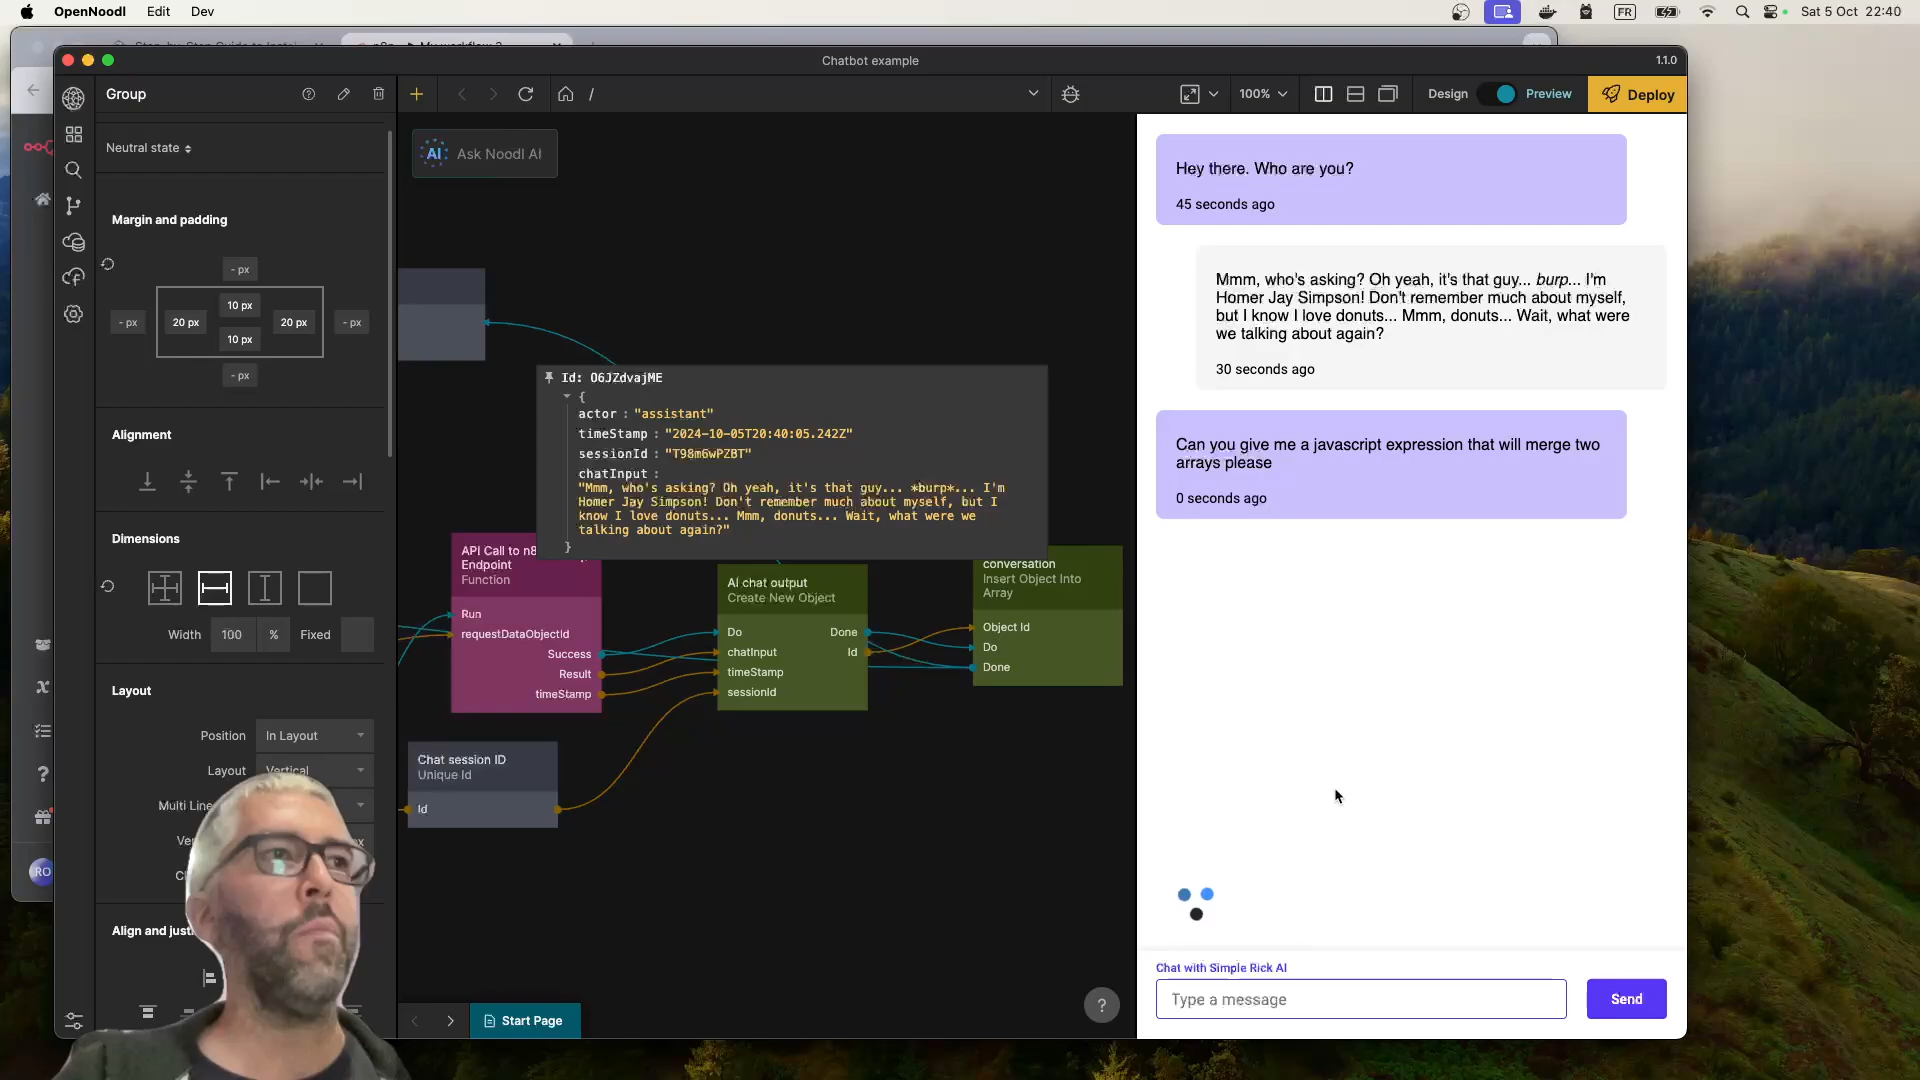 OpenNoodl Edit Dev
FR
Sat 5 Oct 22:40
Chatbot example
1.1.0
Group
/
100%
Design
Preview
Deploy
Neutral state
AI Ask Noodl AI
Margin and padding
- px
10 px
- px
20 px
20 px
- px
10 px
- px
Alignment
Dimensions
Width 100 % Fixed
Layout
Position In Layout
Layout Vertical
Multi Line
RO
Id: O6JZdvajME
{
actor : "assistant"
timeStamp : "2024-10-05T20:40:05.242Z"
sessionId : "T98m6wPZBT"
chatInput :
"Mmm, who's asking? Oh yeah, it's that guy... *burp*... I'm
Homer Jay Simpson! Don't remember much about myself, but I
know I love donuts... Mmm, donuts... Wait, what were we
talking about again?"
}
API Call to n8
Endpoint
Function
Run
requestDataObjectId
Success
Result
timeStamp
AI chat output
Create New Object
Do Done
chatInput Id
timeStamp
sessionId
conversation
Insert Object Into
Array
Object Id
Do
Done
Chat session ID
Unique Id
Id
Start Page
?
Hey there. Who are you?
45 seconds ago
Mmm, who's asking? Oh yeah, it's that guy... burp... I'm
Homer Jay Simpson! Don't remember much about myself,
but I know I love donuts... Mmm, donuts... Wait, what were
we talking about again?
30 seconds ago
Can you give me a javascript expression that will merge two
arrays please
0 seconds ago
Chat with Simple Rick AI
Type a message
Send